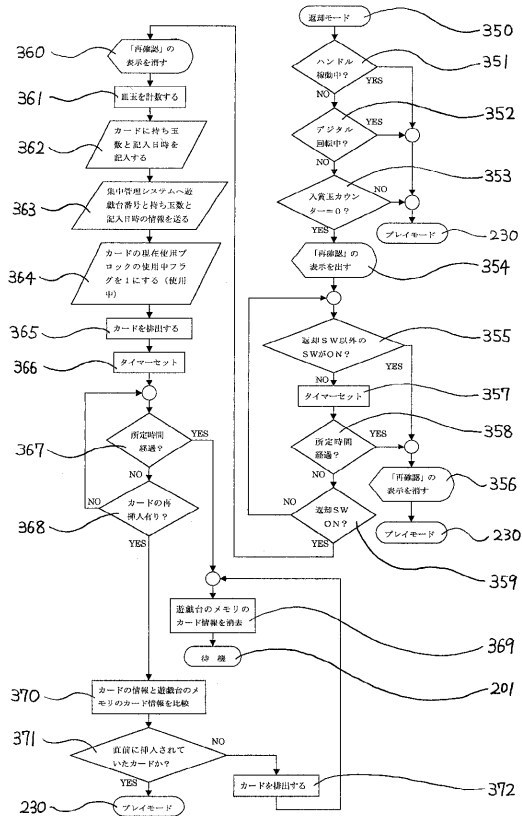 返却モード
350
ハンドル
稼動中？
351
YES
NO
デジタル
回転中？
352
YES
NO
入賞玉カウン
ター＝0？
353
NO
YES
プレイモード
230
「再確認」の
表示を出す
354
返却SW以外の
SWがON？
355
YES
NO
タイマーセット
357
所定時間
経過？
358
YES
NO
「再確認」の
表示を消す
356
プレイモード
230
返却SW
ON？
359
NO
YES
360
「再確認」の
表示を消す
361
皿玉を計数する
362
カードに持ち玉
数と記入日時を
記入する
363
集中管理システムへ遊
戯台番号と持ち玉数と
記入日時の情報を送る
364
カードの現在使用ブ
ロックの使用中フラ
グを1にする（使用
中）
365
カードを排出する
366
タイマーセット
367
所定時間
経過？
YES
NO
368
カードの再
挿入有り？
NO
YES
遊戯台のメモリの
カード情報を消去
369
待機
201
370
カードの情報と遊戯台のメ
モリのカード情報を比較
371
直前に挿入されて
いたカードか？
NO
YES
カードを排出する
372
230
プレイモード